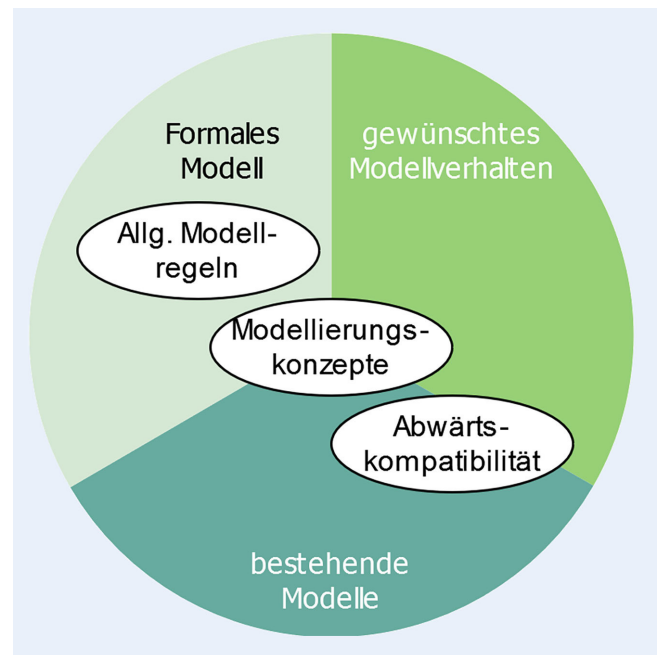 Formales
Modell
gewünschtes
Modellverhalten
Allg. Modell-
regeln
Modellierungs-
konzepte
Abwärts-
kompatibilität
bestehende
Modelle